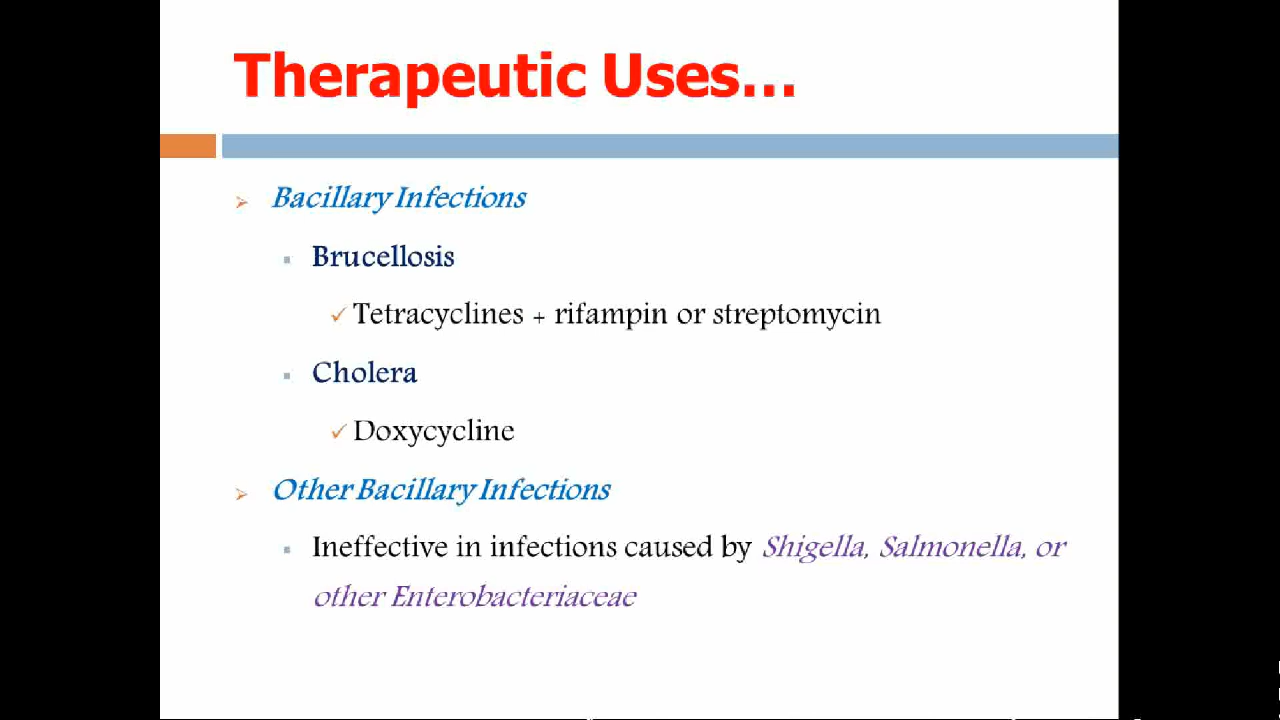 Therapeutic Uses...
Bacillary Infections
Brucellosis
Tetracyclines + rifampin or streptomycin
Cholera
Doxycycline
Other Bacillary Infections
Ineffective in infections caused by Shigella, Salmonella, or
other Enterobacteriaceae